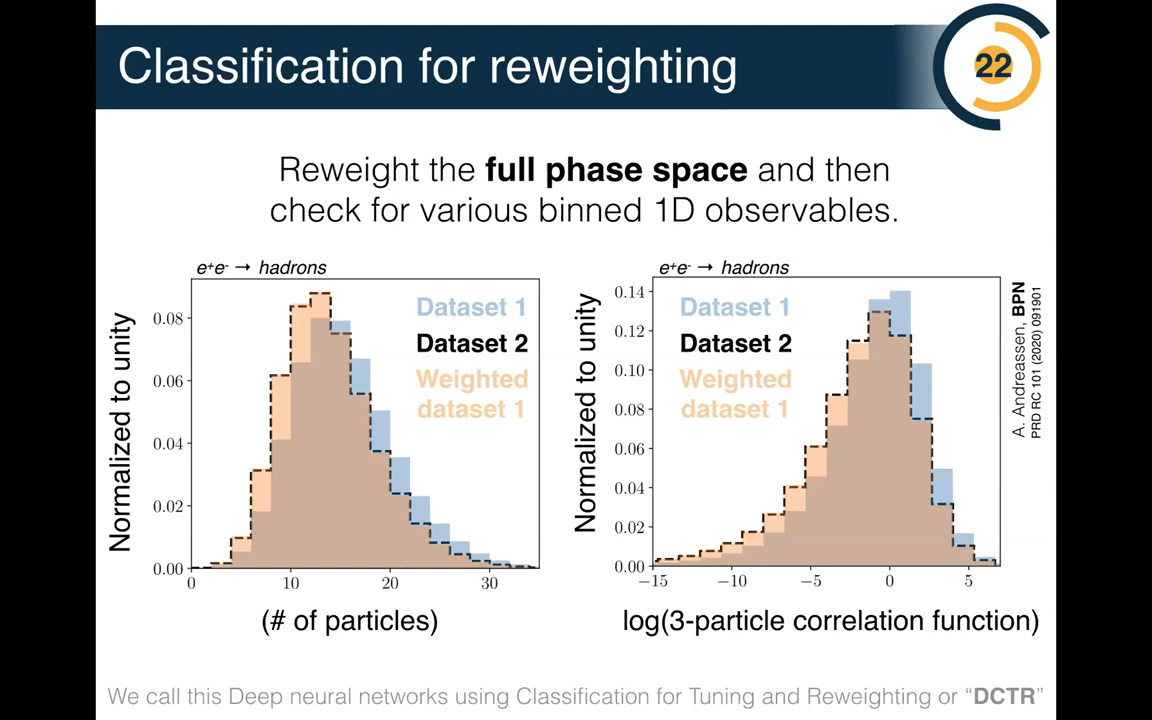 Classification for reweighting
22
Reweight the full phase space and then
check for various binned 1D observables.
e⁺e⁻ → hadrons
Normalized to unity
0.08
0.06
0.04
0.02
0.00
0
10
20
30
Dataset 1
Dataset 2
Weighted
dataset 1
(# of particles)
e⁺e⁻ → hadrons
Normalized to unity
0.14
0.12
0.10
0.08
0.06
0.04
0.02
0.00
−15
−10
−5
0
5
Dataset 1
Dataset 2
Weighted
dataset 1
log(3-particle correlation function)
A. Andreassen, BPN
PRD RC 101 (2020) 091901
We call this Deep neural networks using Classification for Tuning and Reweighting or “DCTR”